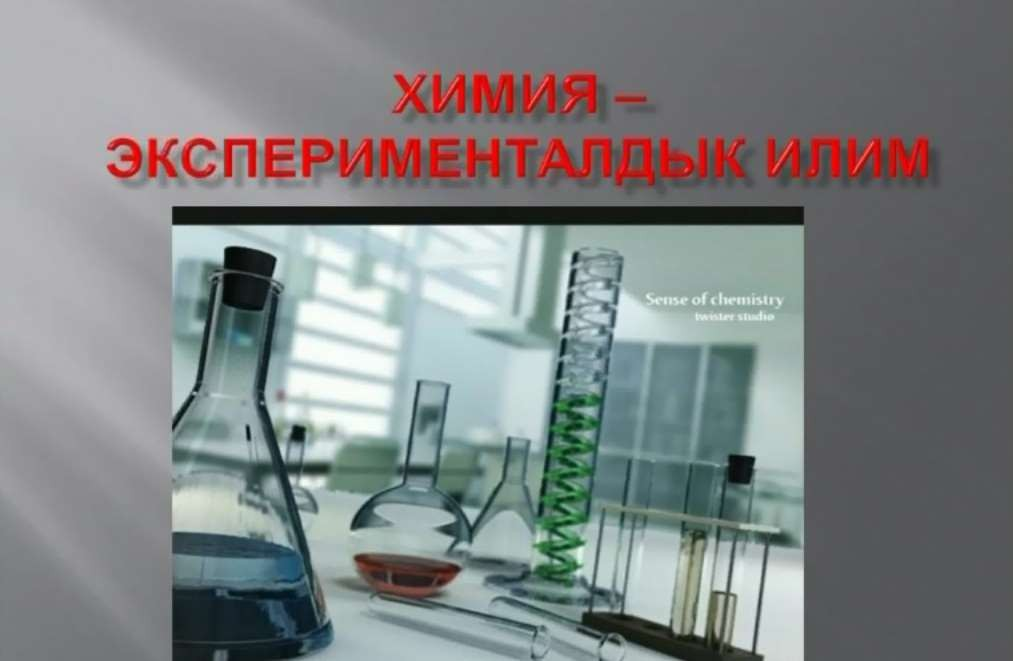 ХИМИЯ –
ЭКСПЕРИМЕНТАЛДЫК ИЛИМ
Sense of chemistry
twister studio